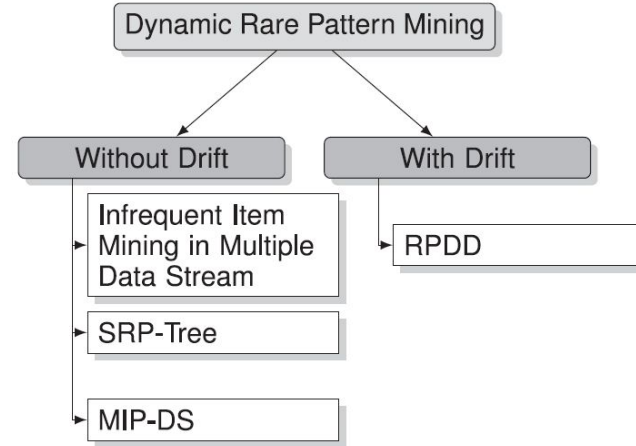 Dynamic Rare Pattern Mining
Without Drift
With Drift
Infrequent Item
Mining in Multiple
Data Stream
RPDD
SRP-Tree
MIP-DS